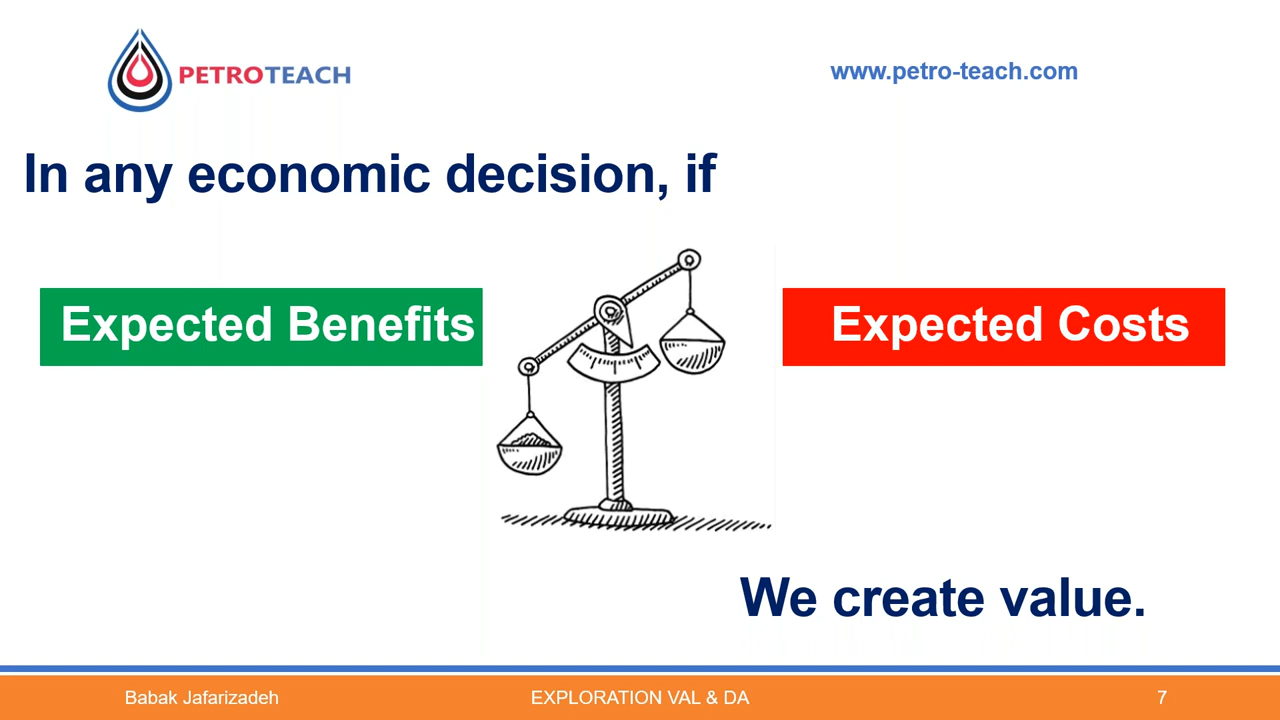 PETROTEACH
www.petro-teach.com
In any economic decision, if
Expected Benefits
Expected Costs
We create value.
Babak Jafarizadeh
EXPLORATION VAL & DA
7